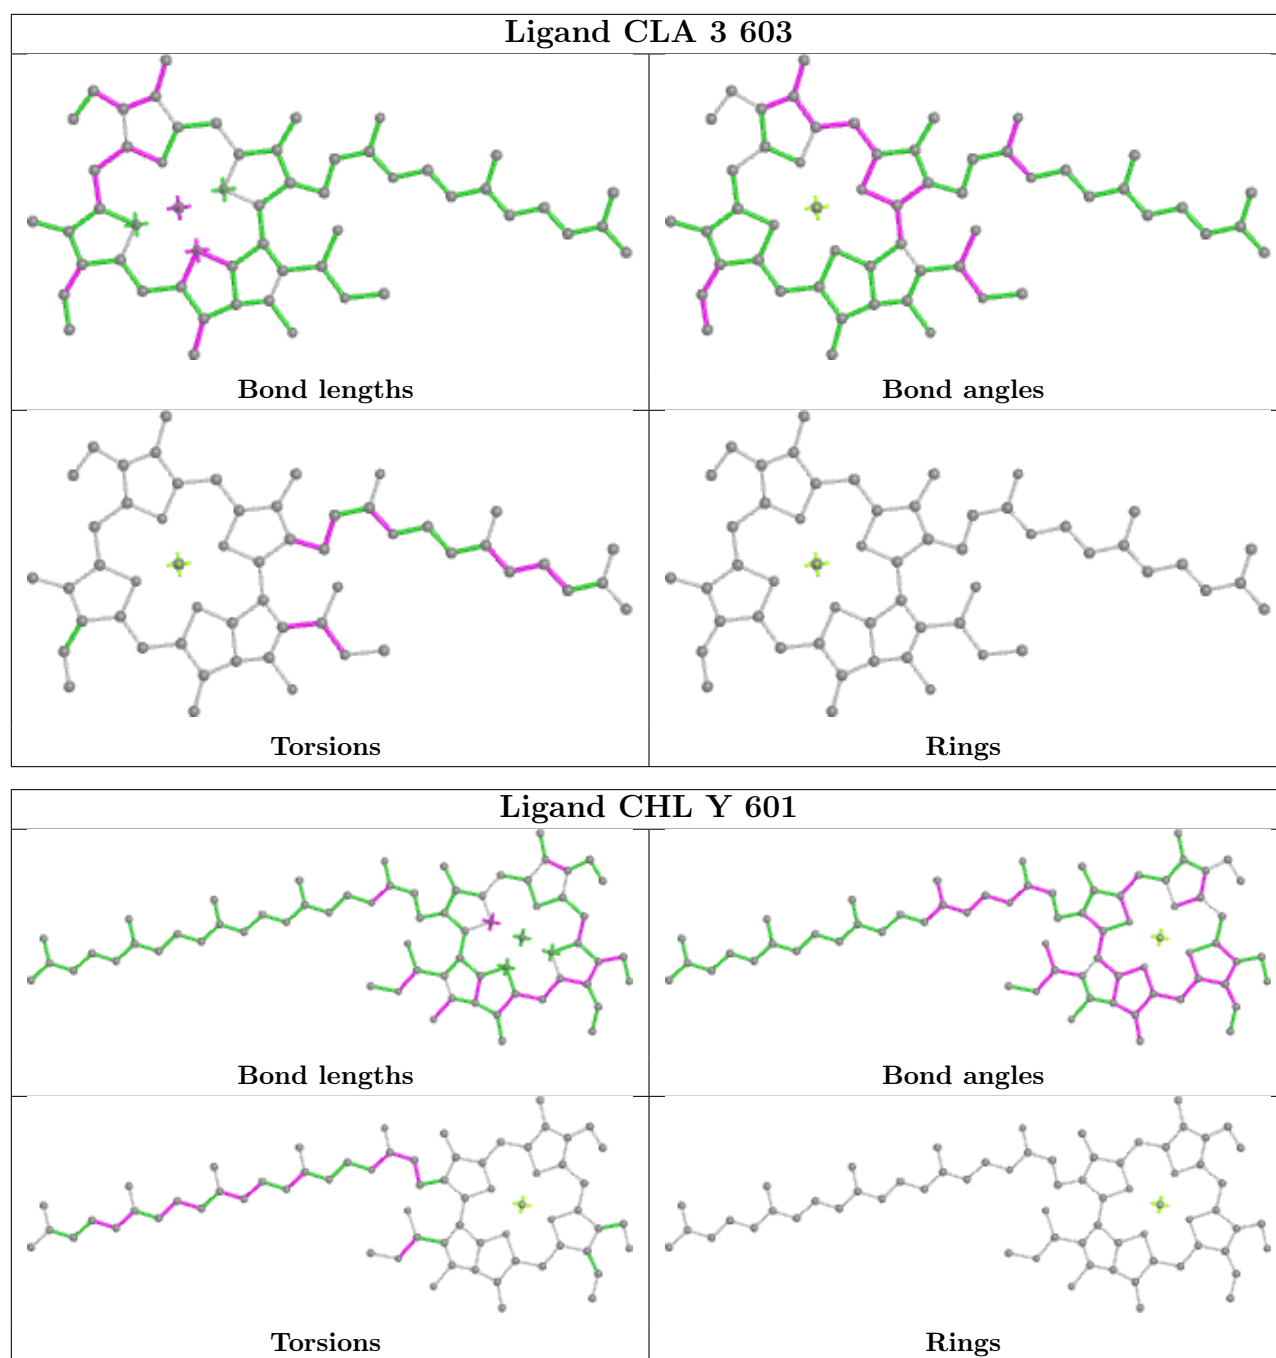 Ligand CLA 3 603
Bond lengths
Bond angles
Torsions
Rings
Ligand CHL Y 601
Bond lengths
Bond angles
Torsions
Rings